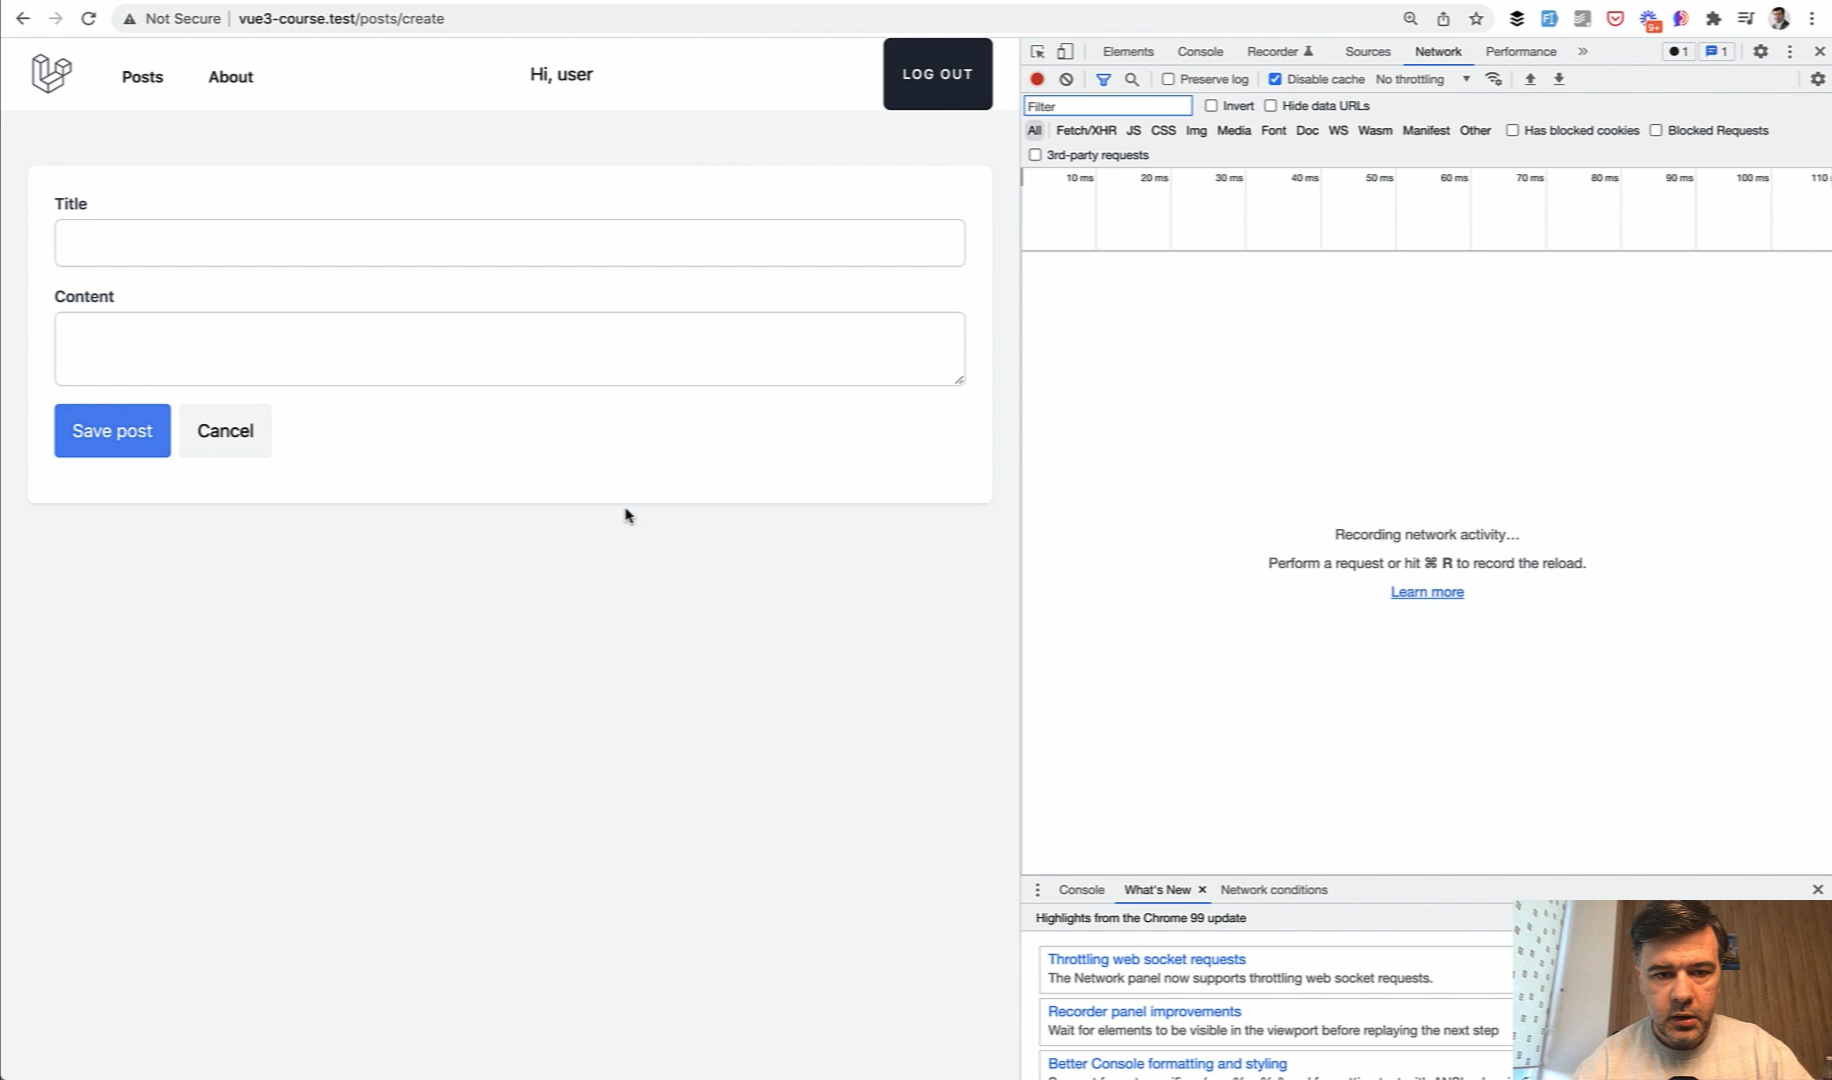 Not Secure | vue3-course.test/posts/create
9+
Posts About Hi, user LOG OUT
Title
Content
Save post Cancel
Elements Console Recorder Sources Network Performance » 1 1
Preserve log Disable cache No throttling
Filter Invert Hide data URLs
All Fetch/XHR JS CSS Img Media Font Doc WS Wasm Manifest Other Has blocked cookies Blocked Requests
3rd-party requests
10 ms 20 ms 30 ms 40 ms 50 ms 60 ms 70 ms 80 ms 90 ms 100 ms 110
Recording network activity...
Perform a request or hit ⌘ R to record the reload.
Learn more
Console What's New × Network conditions
Highlights from the Chrome 99 update
Throttling web socket requests
The Network panel now supports throttling web socket requests.
Recorder panel improvements
Wait for elements to be visible in the viewport before replaying the next step
Better Console formatting and styling